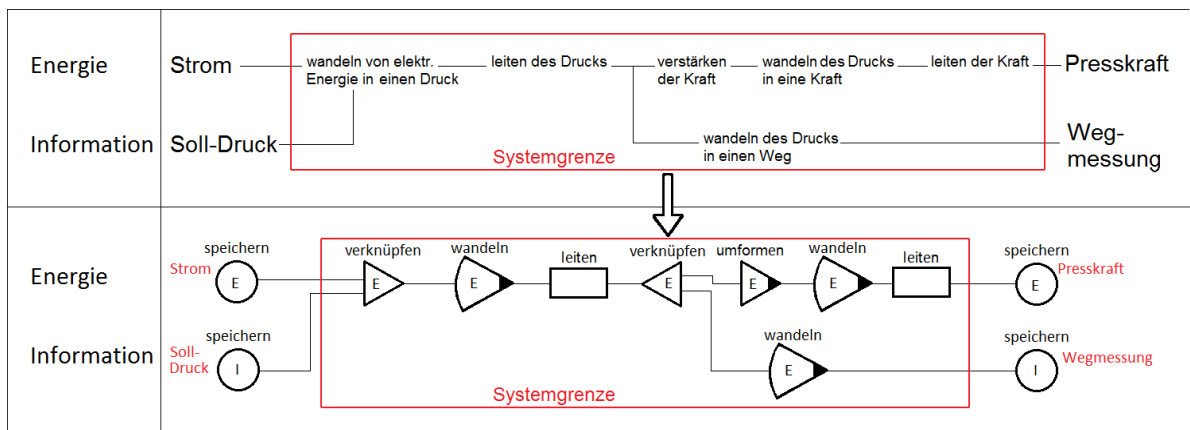 Energie
Strom
wandeln von elektr.
Energie in einen Druck
leiten des Drucks
verstärken
der Kraft
wandeln des Drucks
in eine Kraft
leiten der Kraft
Presskraft
Information
Soll-Druck
wandeln des Drucks
in einen Weg
Weg-
messung
Systemgrenze
speichern
verknüpfen
wandeln
leiten
verknüpfen
umformen
wandeln
leiten
speichern
Energie
Strom
E
E
E
E
E
E
E
Presskraft
speichern
wandeln
speichern
Information
Soll-
Druck
I
E
I
Wegmessung
Systemgrenze